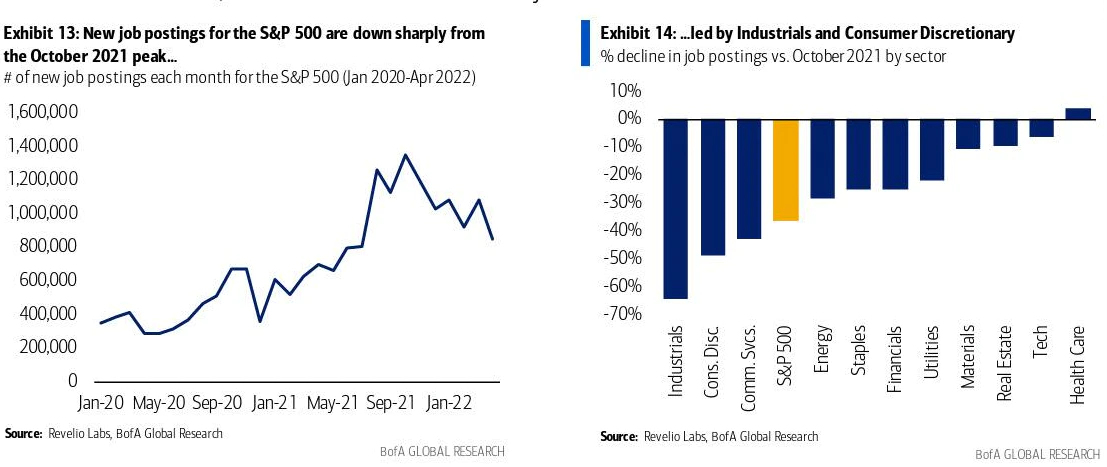 Exhibit 13: New job postings for the S&P 500 are down sharply from
the October 2021 peak...
# of new job postings each month for the S&P 500 (Jan 2020-Apr 2022)
1,600,000
1,400,000
1,200,000
1,000,000
800,000
600,000
400,000
200,000
0
Jan-20 May-20 Sep-20 Jan-21 May-21 Sep-21 Jan-22
Source: Revelio Labs, BofA Global Research
BofA GLOBAL RESEARCH
Exhibit 14: ...led by Industrials and Consumer Discretionary
% decline in job postings vs. October 2021 by sector
10%
0%
-10%
-20%
-30%
-40%
-50%
-60%
-70%
Industrials
Cons. Disc
Comm. Svcs.
S&P 500
Energy
Staples
Financials
Utilities
Materials
Real Estate
Tech
Health Care
Source: Revelio Labs, BofA Global Research
BofA GLOBAL RESEARCH